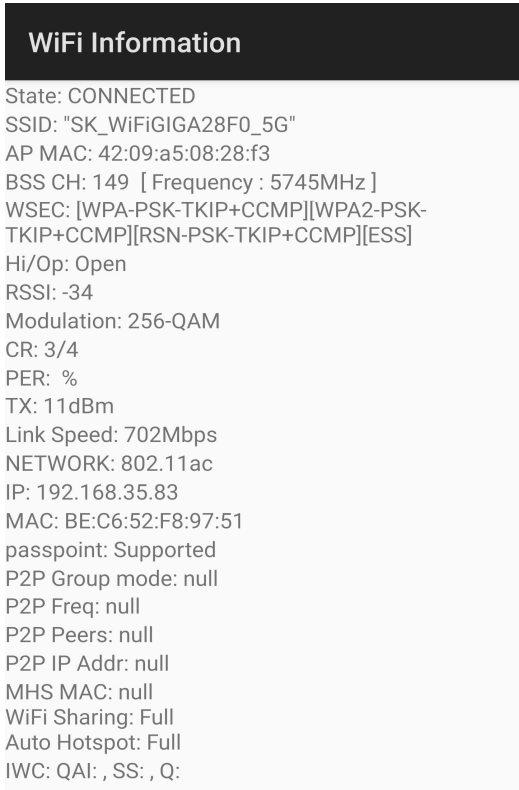 WiFi Information
State: CONNECTED
SSID: "SK_WiFiGIGA28F0_5G"
AP MAC: 42:09:a5:08:28:f3
BSS CH: 149  [ Frequency : 5745MHz ]
WSEC: [WPA-PSK-TKIP+CCMP][WPA2-PSK-
TKIP+CCMP][RSN-PSK-TKIP+CCMP][ESS]
Hi/Op: Open
RSSI: -34
Modulation: 256-QAM
CR: 3/4
PER:  %
TX: 11dBm
Link Speed: 702Mbps
NETWORK: 802.11ac
IP: 192.168.35.83
MAC: BE:C6:52:F8:97:51
passpoint: Supported
P2P Group mode: null
P2P Freq: null
P2P Peers: null
P2P IP Addr: null
MHS MAC: null
WiFi Sharing: Full
Auto Hotspot: Full
IWC: QAI: , SS: , Q: